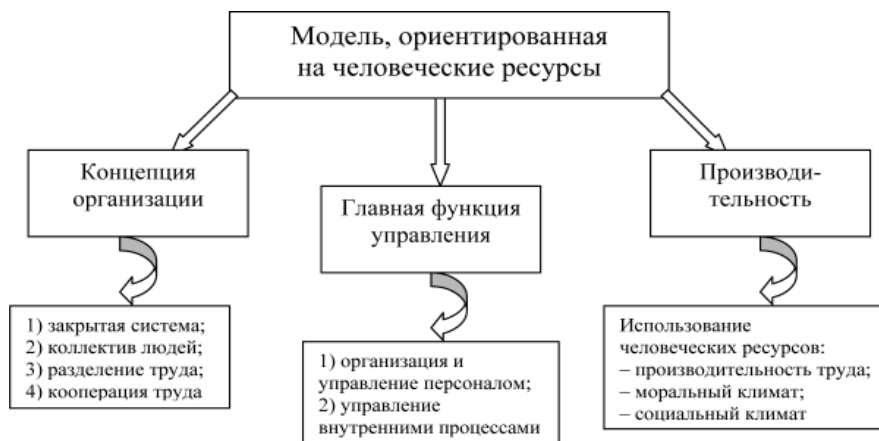 Модель, ориентированная
на человеческие ресурсы
Концепция
организации
Главная функция
управления
Производи-
тельность
1) закрытая система;
2) коллектив людей;
3) разделение труда;
4) кооперация труда
1) организация и
управление персоналом;
2) управление
внутренними процессами
Использование
человеческих ресурсов:
– производительность труда;
– моральный климат;
– социальный климат